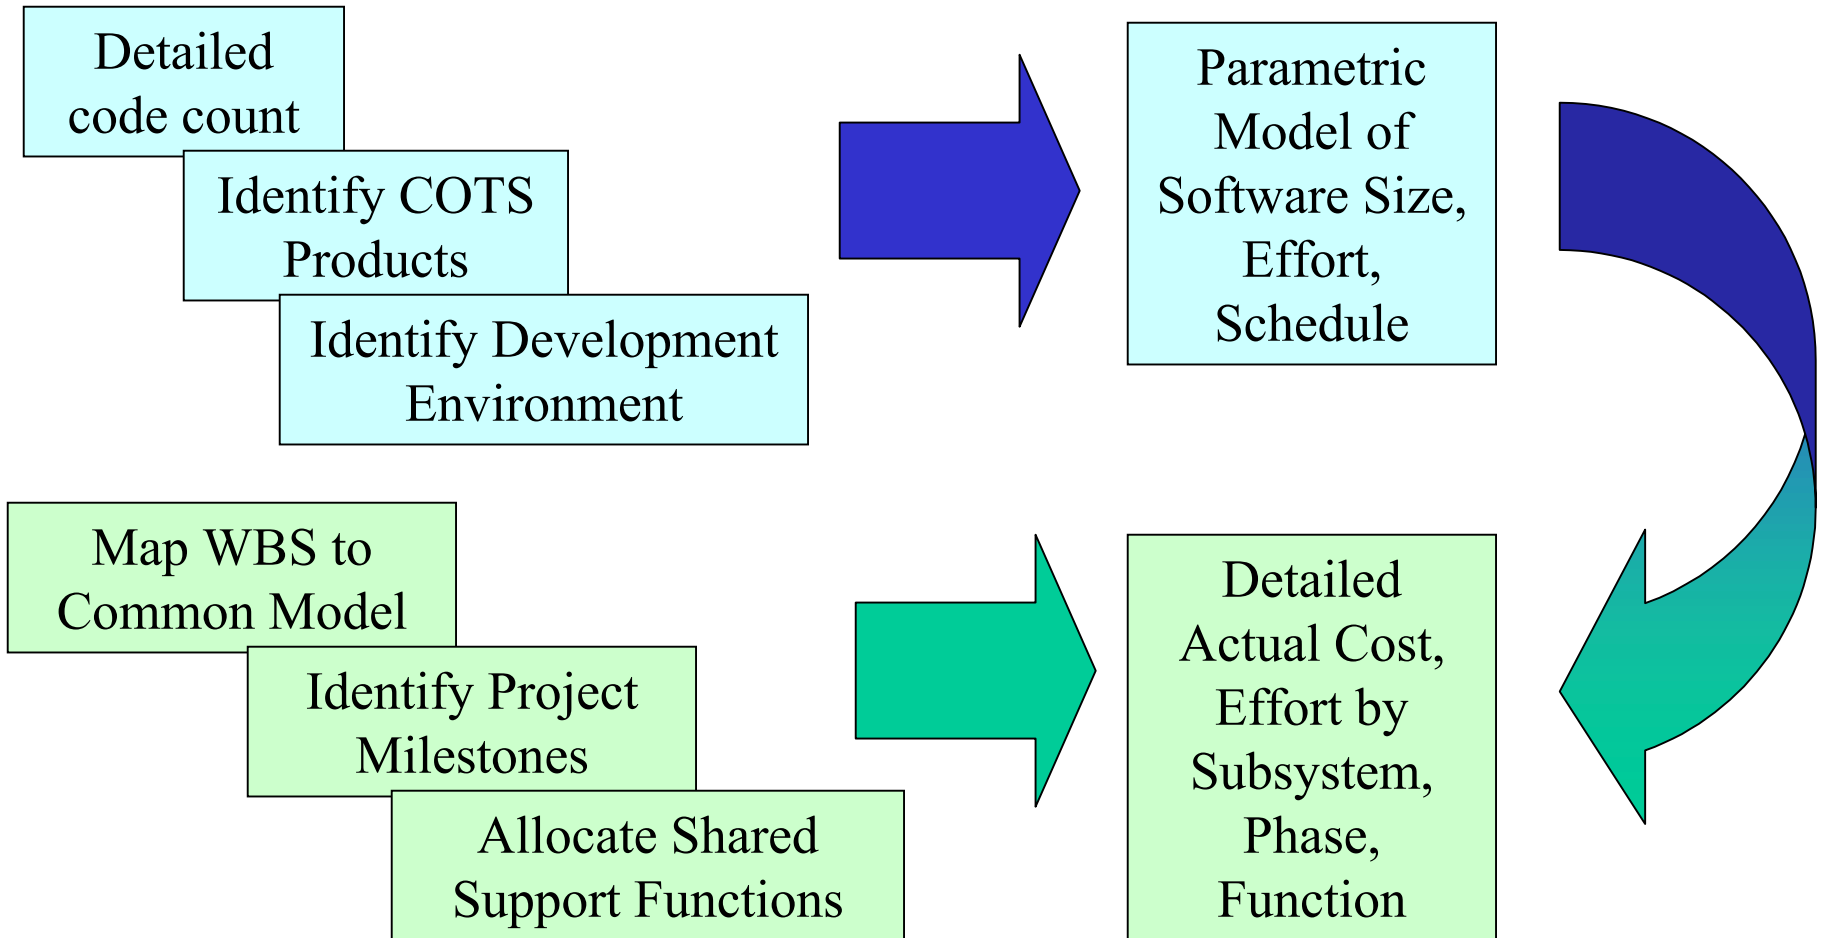 Detailed
code count
Identify COTS
Products
Identify Development
Environment
Parametric
Model of
Software Size,
Effort,
Schedule
Map WBS to
Common Model
Identify Project
Milestones
Allocate Shared
Support Functions
Detailed
Actual Cost,
Effort by
Subsystem,
Phase,
Function